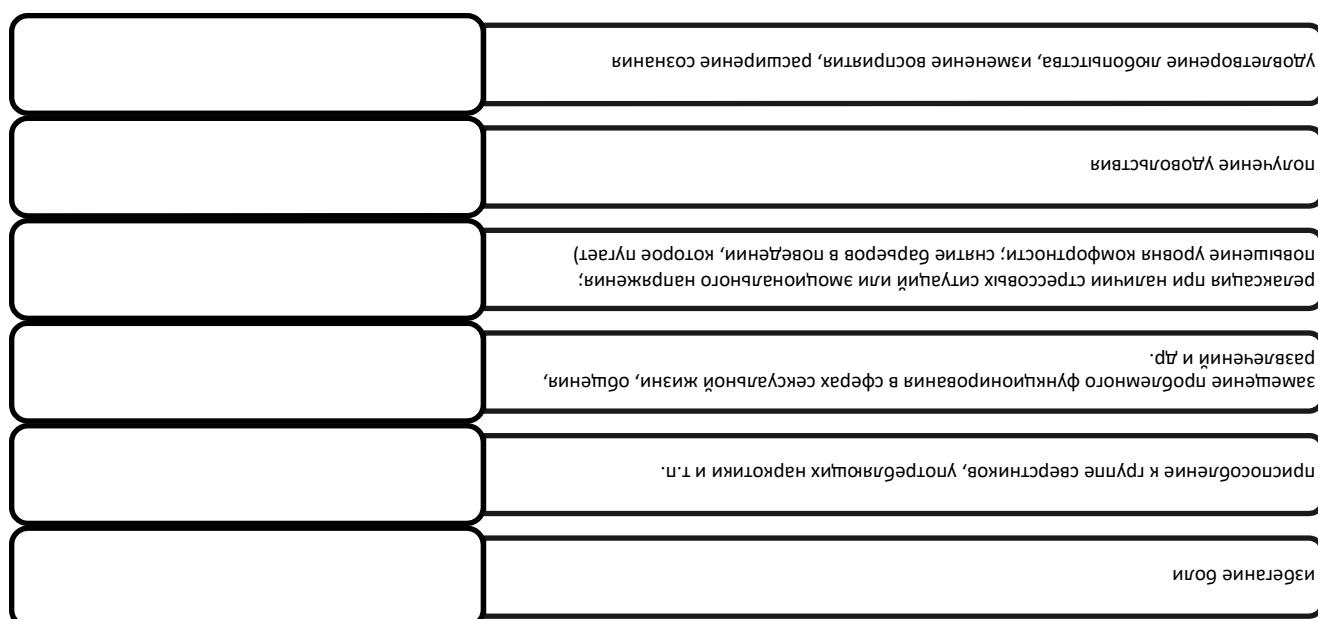 избегание боли
приспособление к группе сверстников, употребляющих наркотики и т.п.
замещение проблемного функционирования в сферах сексуальной жизни, общения,
развлечений и др.
релаксация при наличии стрессовых ситуаций или эмоционального напряжения;
повышение уровня комфортности; снятие барьеров в поведении, которое пугает)
получение удовольствия
удовлетворение любопытства, изменение восприятия, расширение сознания